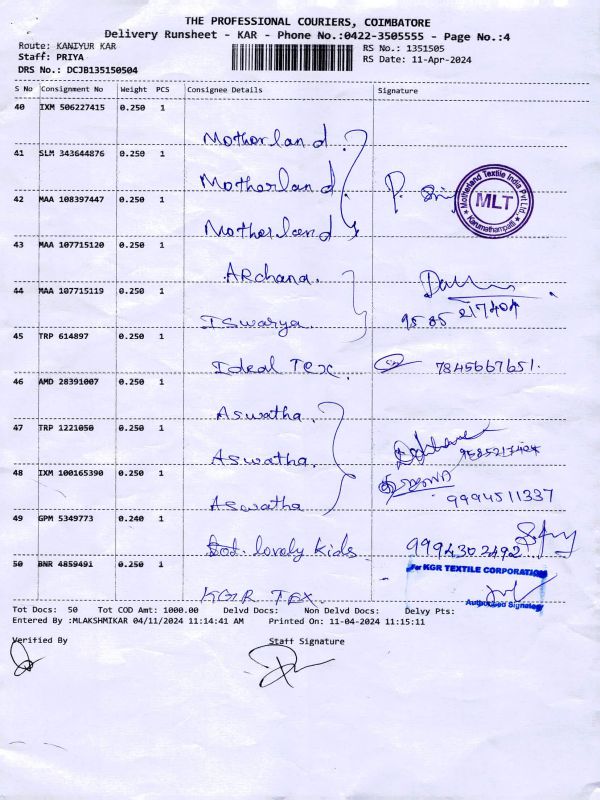 THE PROFESSIONAL COURIERS, COIMBATORE
Delivery Runsheet - KAR - Phone No.:0422-3505555 - Page No.:4
Route: KANIYUR KAR RS No.: 1351505
Staff: PRIYA RS Date: 11-Apr-2024
DRS No.: DCJB135150504
S No Consignment No Weight PCS Consignee Details Signature
40 IXM 506227415 0.250 1
Motherland.
41 SLM 343644876 0.250 1
Motherland.
42 MAA 108397447 0.250 1
Motherland
P.
Motherland Textile India Pvt Ltd.
MLT
Karumathampatti
43 MAA 107715120 0.250 1
ARchana.
44 MAA 107715119 0.250 1
Iswarya.
9585217404
45 TRP 614897 0.250 1
Ideal Tex. 7845667651.
46 AMD 28391007 0.250 1
Aswatha.
47 TRP 1221050 0.250 1
Aswatha. 9585217404
48 IXM 100165390 0.250 1
Aswatha 9994511337
49 GPM 5349773 0.240 1
lovely kids 9994302492
50 BNR 4859491 0.250 1
KGR TEX.
For KGR TEXTILE CORPORATION
Authorised Signatory
Tot Docs: 50 Tot COD Amt: 1000.00 Delvd Docs: Non Delvd Docs: Delvy Pts:
Entered By :MLAKSHMIKAR 04/11/2024 11:14:41 AM Printed On: 11-04-2024 11:15:11
Verified By Staff Signature